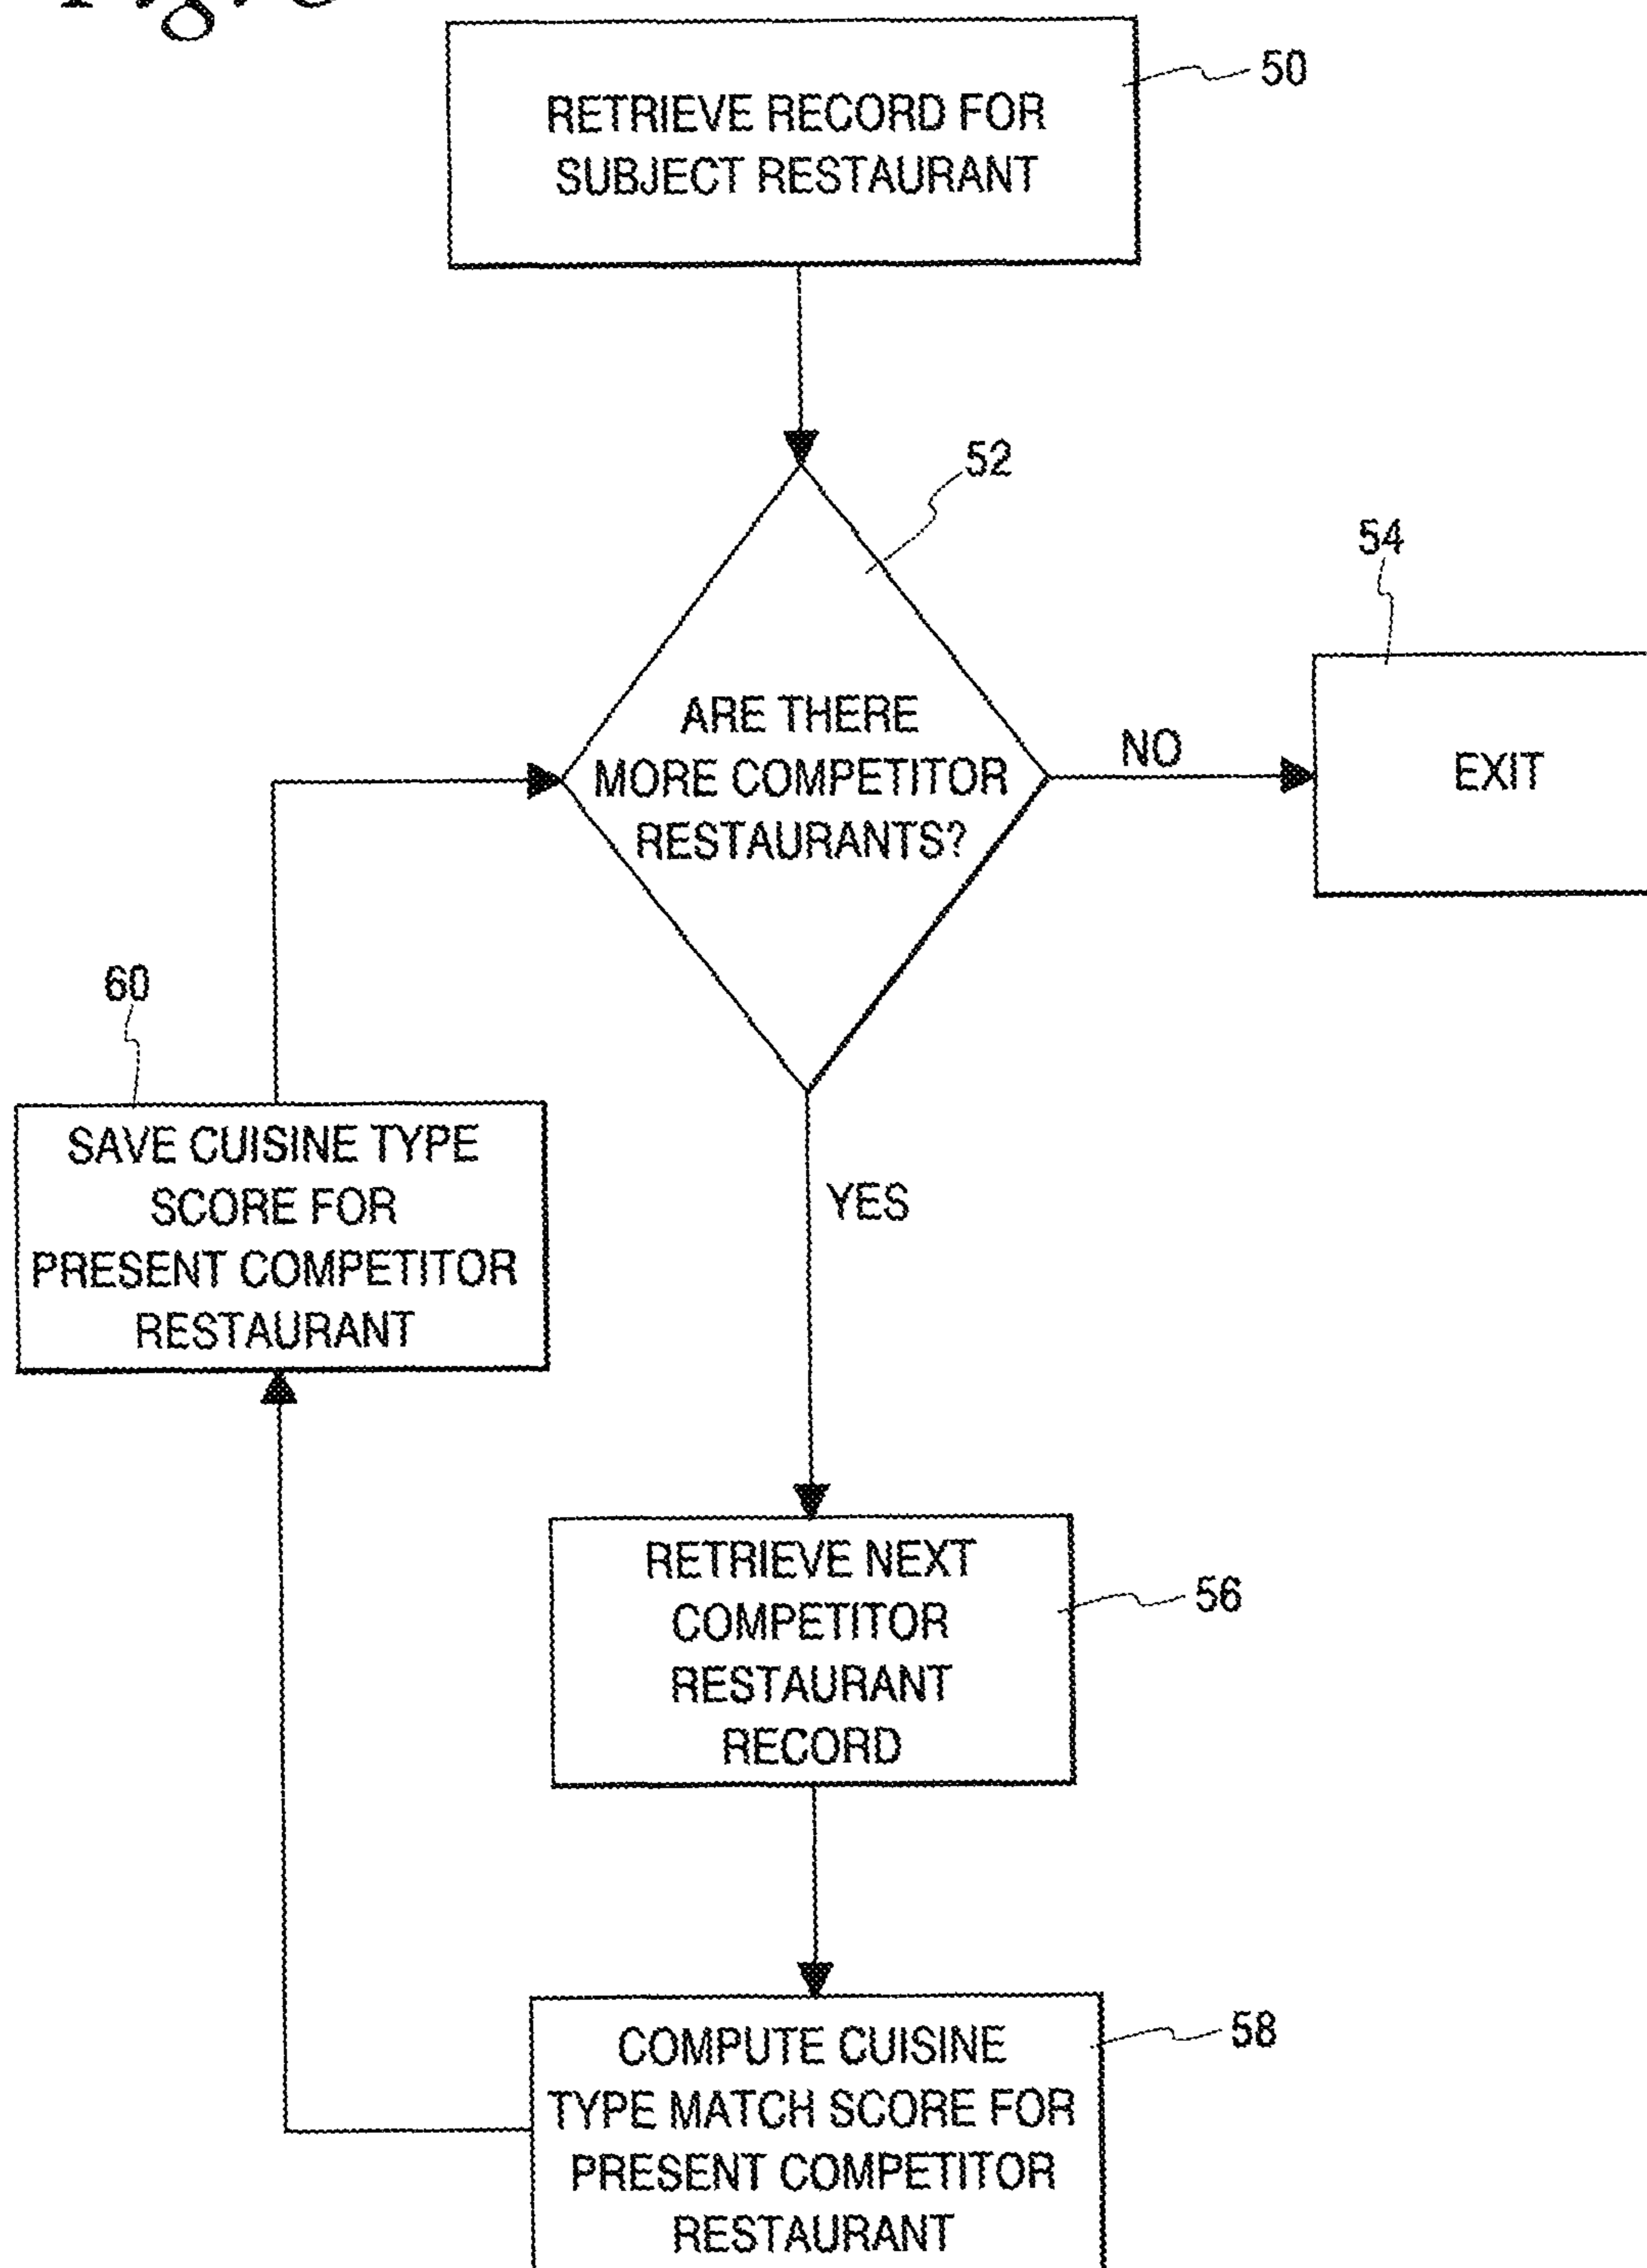 RETRIEVE RECORD FOR
SUBJECT RESTAURANT
50
52
ARE THERE
MORE COMPETITOR
RESTAURANTS?
NO
54
EXIT
60
SAVE CUISINE TYPE
SCORE FOR
PRESENT COMPETITOR
RESTAURANT
YES
RETRIEVE NEXT
COMPETITOR
RESTAURANT
RECORD
56
COMPUTE CUISINE
TYPE MATCH SCORE FOR
PRESENT COMPETITOR
RESTAURANT
58